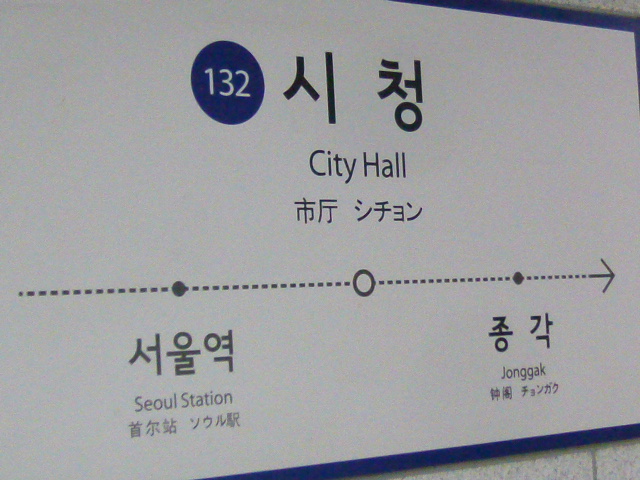 132 시 청
City Hall
市厅 シチョン
서울역
Seoul Station
首尔站 ソウル駅
종 각
Jonggak
钟阁 チョンガク